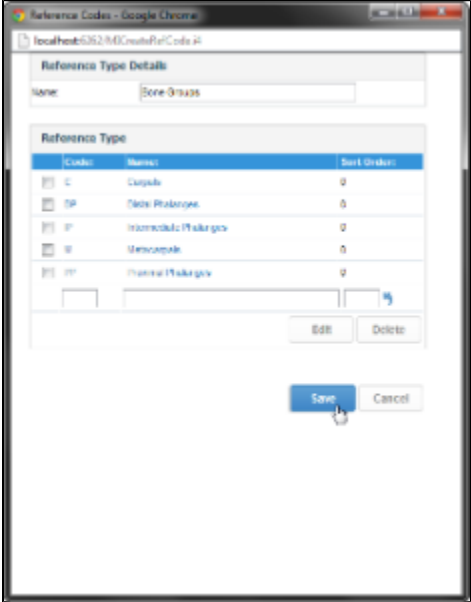 Reference Codes - Google Chrome
localhost:6262/MXCreateRefCode.i4
Reference Type Details
Name: Bone Groups
Reference Type
Code: Name: Sort Order:
C Carpals 0
DP Distal Phalanges 0
IP Intermediate Phalanges 0
M Metacarpals 0
PP Proximal Phalanges 0
Edit Delete
Save Cancel